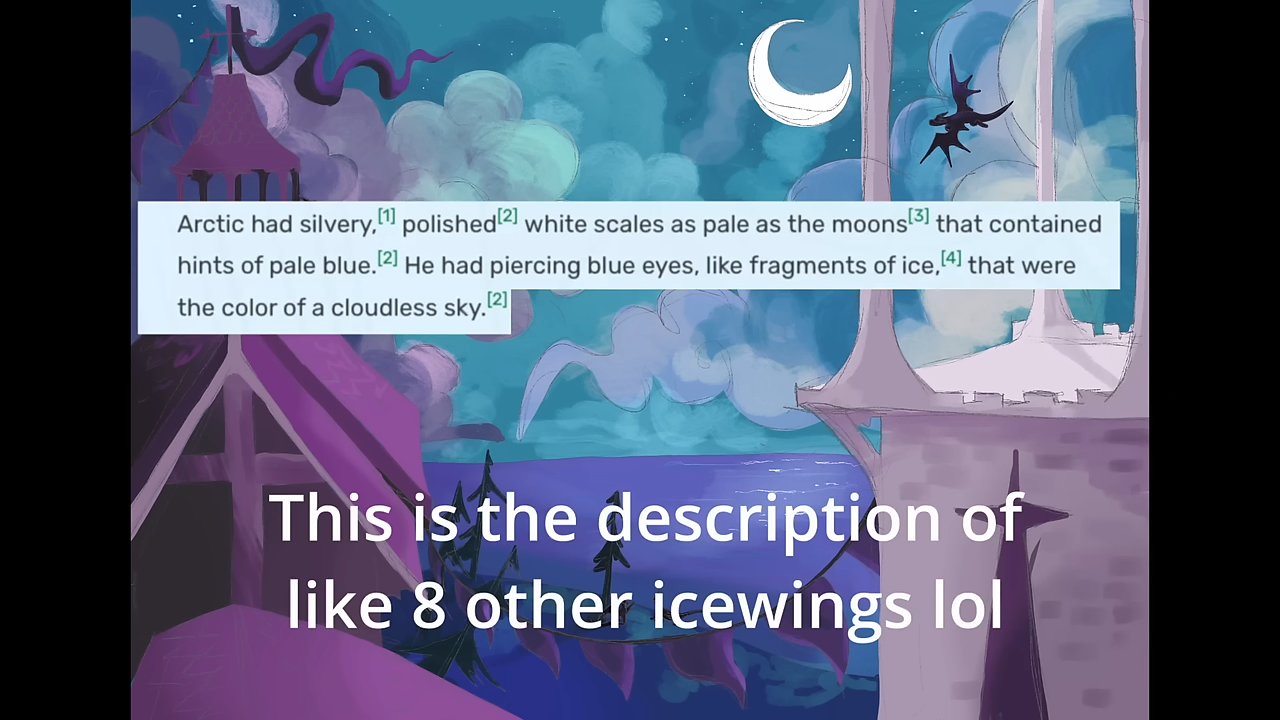 Arctic had silvery,[1] polished[2] white scales as pale as the moons[3] that contained
hints of pale blue.[2] He had piercing blue eyes, like fragments of ice,[4] that were
the color of a cloudless sky.[2]
This is the description of
like 8 other icewings lol